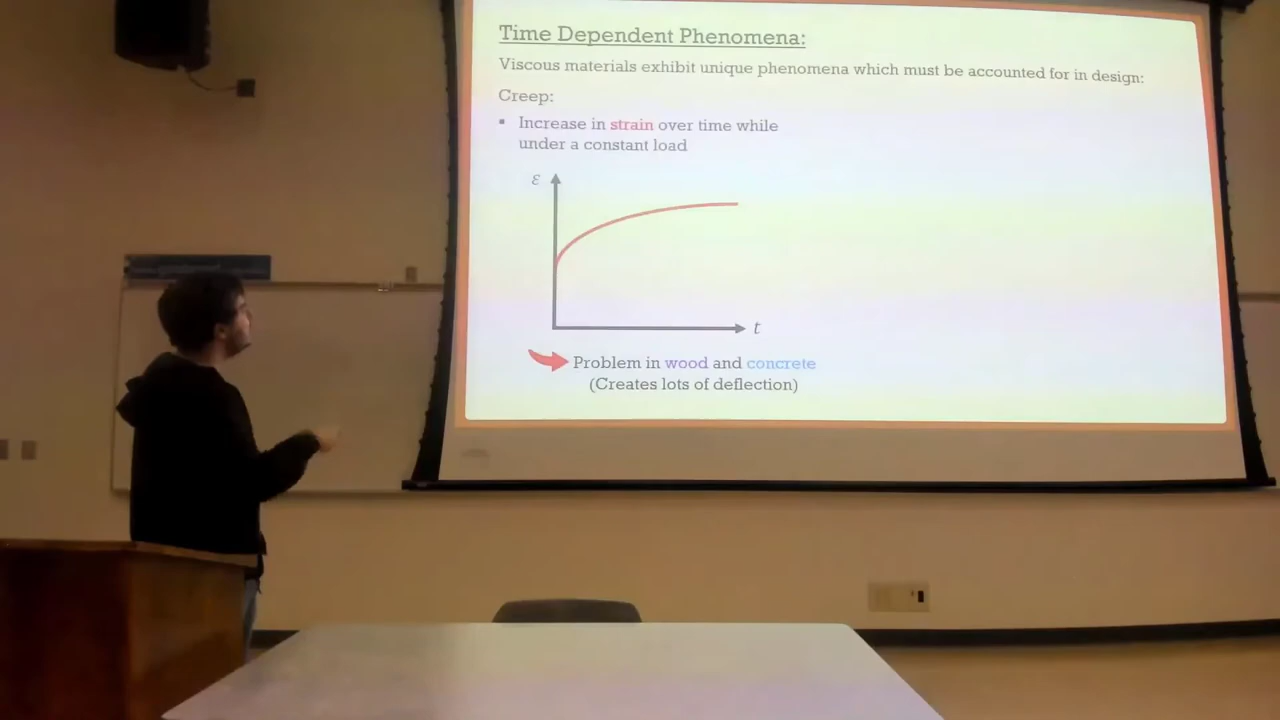 Time Dependent Phenomena:
Viscous materials exhibit unique phenomena which must be accounted for in design:
Creep:
▪ Increase in strain over time while
under a constant load
ε
t
Problem in wood and concrete
(Creates lots of deflection)